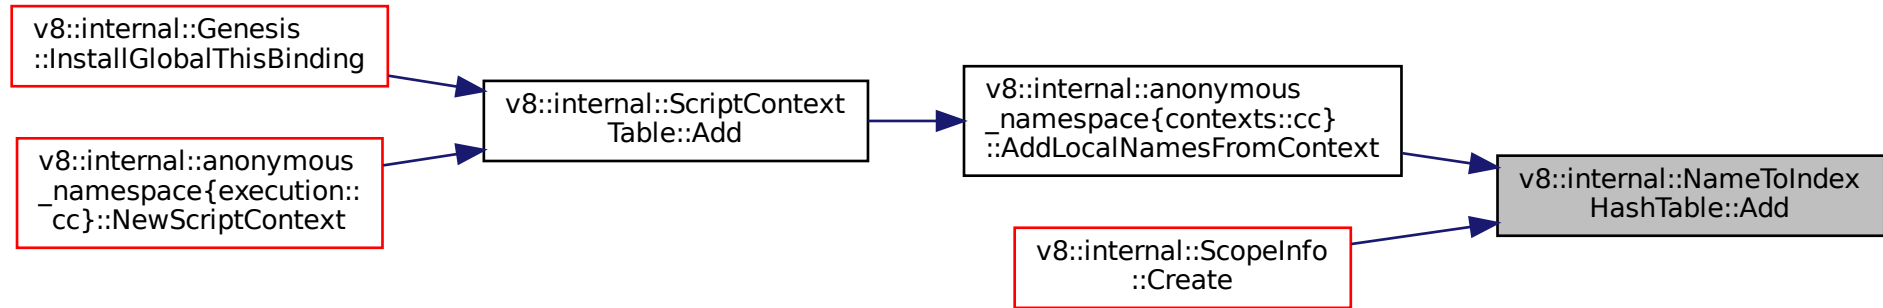 v8::internal::Genesis
::InstallGlobalThisBinding
v8::internal::anonymous
_namespace{execution::
cc}::NewScriptContext
v8::internal::ScriptContext
Table::Add
v8::internal::anonymous
_namespace{contexts::cc}
::AddLocalNamesFromContext
v8::internal::ScopeInfo
::Create
v8::internal::NameToIndex
HashTable::Add